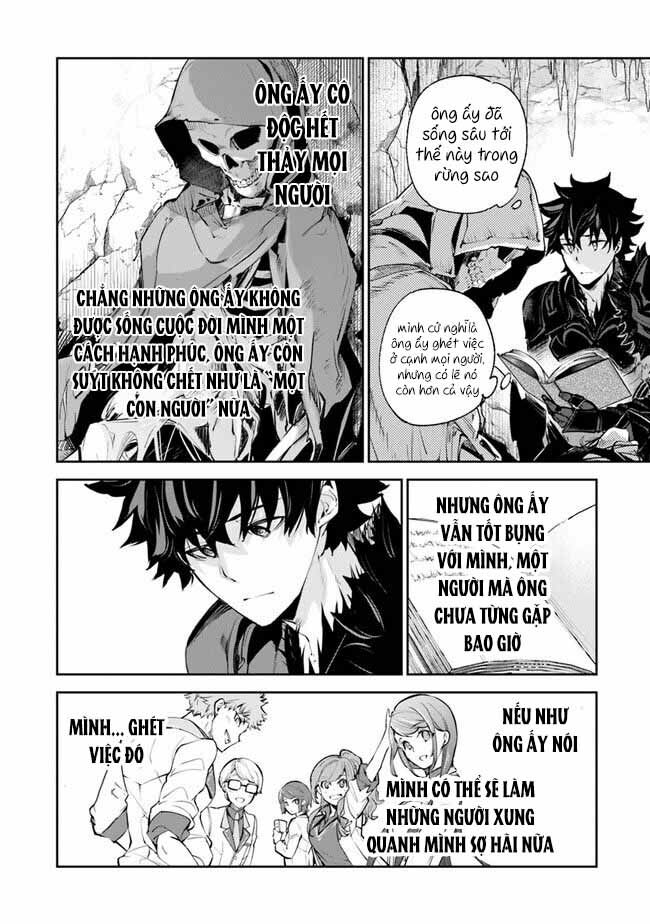 ông ấy đã
sống sâu tới
thế này trong
rừng sao
mình cứ nghĩ là
ông ấy ghét việc
ở cạnh mọi người,
nhưng có lẽ nó
còn hơn cả vậy
ÔNG ẤY CÔ
ĐỘC HẾT
THẢY MỌI
NGƯỜI
CHẲNG NHỮNG ÔNG ẤY KHÔNG
ĐƯỢC SỐNG CUỘC ĐỜI MÌNH MỘT
CÁCH HẠNH PHÚC, ÔNG ẤY CÒN
SUÝT KHÔNG CHẾT NHƯ LÀ "MỘT
CON NGƯỜI" NỮA
NHƯNG ÔNG ẤY
VẪN TỐT BỤNG
VỚI MÌNH, MỘT
NGƯỜI MÀ ÔNG
CHƯA TỪNG GẶP
BAO GIỜ
NẾU NHƯ
ÔNG ẤY NÓI
MÌNH CÓ THỂ SẼ LÀM
NHỮNG NGƯỜI XUNG
QUANH MÌNH SỢ HÃI NỮA
MÌNH... GHÉT
VIỆC ĐÓ